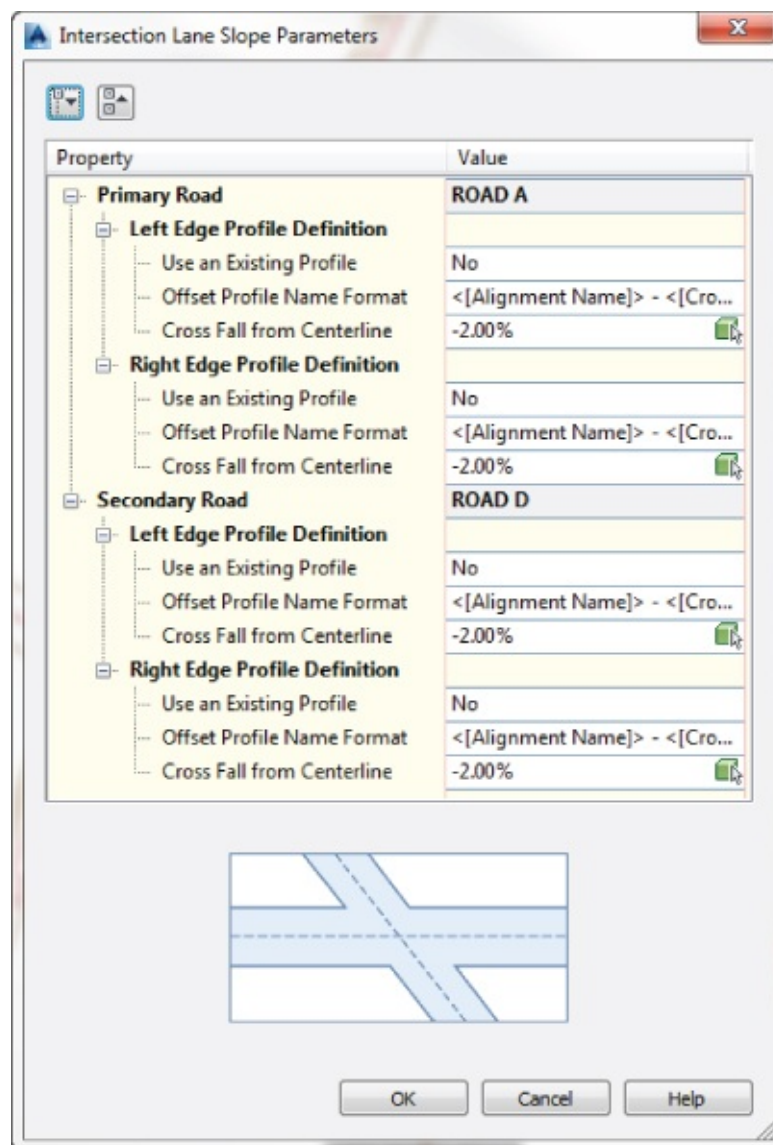 Intersection Lane Slope Parameters
Property Value
Primary Road ROAD A
Left Edge Profile Definition
Use an Existing Profile No
Offset Profile Name Format <[Alignment Name]> - <[Cro...
Cross Fall from Centerline -2.00%
Right Edge Profile Definition
Use an Existing Profile No
Offset Profile Name Format <[Alignment Name]> - <[Cro...
Cross Fall from Centerline -2.00%
Secondary Road ROAD D
Left Edge Profile Definition
Use an Existing Profile No
Offset Profile Name Format <[Alignment Name]> - <[Cro...
Cross Fall from Centerline -2.00%
Right Edge Profile Definition
Use an Existing Profile No
Offset Profile Name Format <[Alignment Name]> - <[Cro...
Cross Fall from Centerline -2.00%
OK Cancel Help